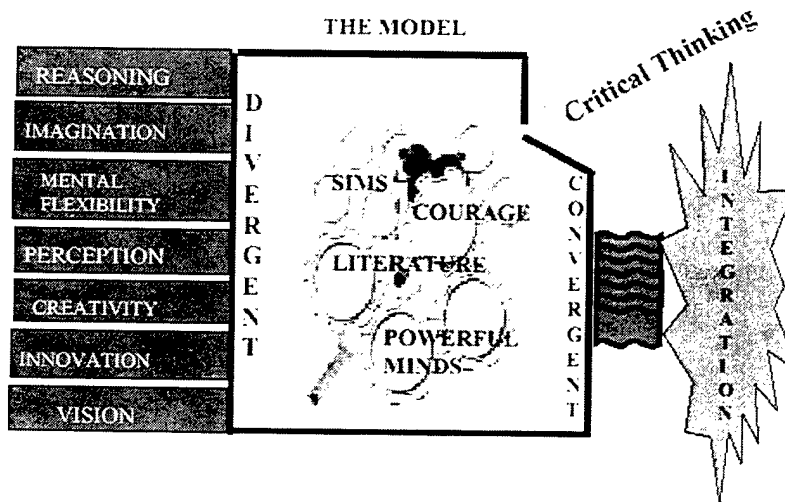 THE MODEL
Critical Thinking
REASONING
IMAGINATION
MENTAL
FLEXIBILITY
PERCEPTION
CREATIVITY
INNOVATION
VISION
DIVERGENT
SIMS
COURAGE
LITERATURE
POWERFUL
MINDS
CONVERGENT
INTEGRATION